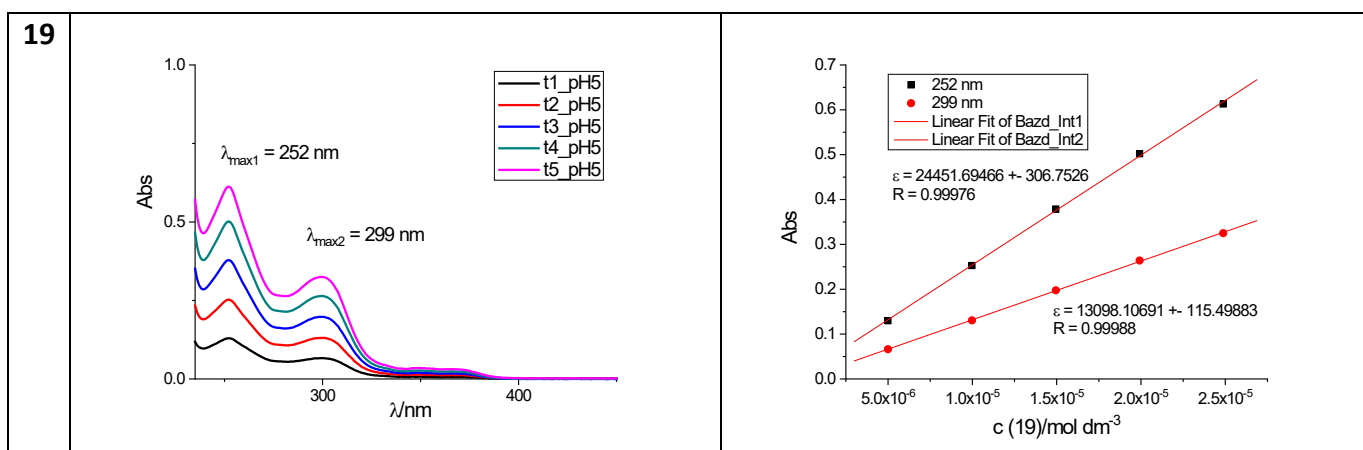 19
1.0
0.5
0.0
Abs
t1_pH5
t2_pH5
t3_pH5
t4_pH5
t5_pH5
λmax1 = 252 nm
λmax2 = 299 nm
300
400
λ/nm
0.7
0.6
0.5
0.4
0.3
0.2
0.1
0.0
Abs
252 nm
299 nm
Linear Fit of Bazd_Int1
Linear Fit of Bazd_Int2
ε = 24451.69466 +- 306.7526
R = 0.99976
ε = 13098.10691 +- 115.49883
R = 0.99988
5.0x10⁻⁶
1.0x10⁻⁵
1.5x10⁻⁵
2.0x10⁻⁵
2.5x10⁻⁵
c (19)/mol dm⁻³